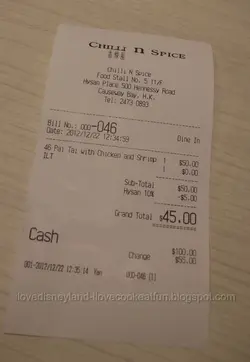 CHILLI N SPICE
Chilli N Spice
Food Stall No. 5 11/F
Hysan Place 500 Hennessy Road
Causeway Bay, H.K.
Tel: 2473 0893
Bill No.: 000-046
Date: 2012/12/22 12:34:59 Dine In
46 Pai Tai with Chicken and Shrimp 1 $50.00
ILT 1 $0.00
Sub-Total $50.00
Hysan 10% -$5.00
Grand Total $45.00
Cash $100.00
Change $55.00
001-2012/12/22 12:35:14 000-046 [1]
lovedisneyland-ilovecookeatfun.blogspot.com